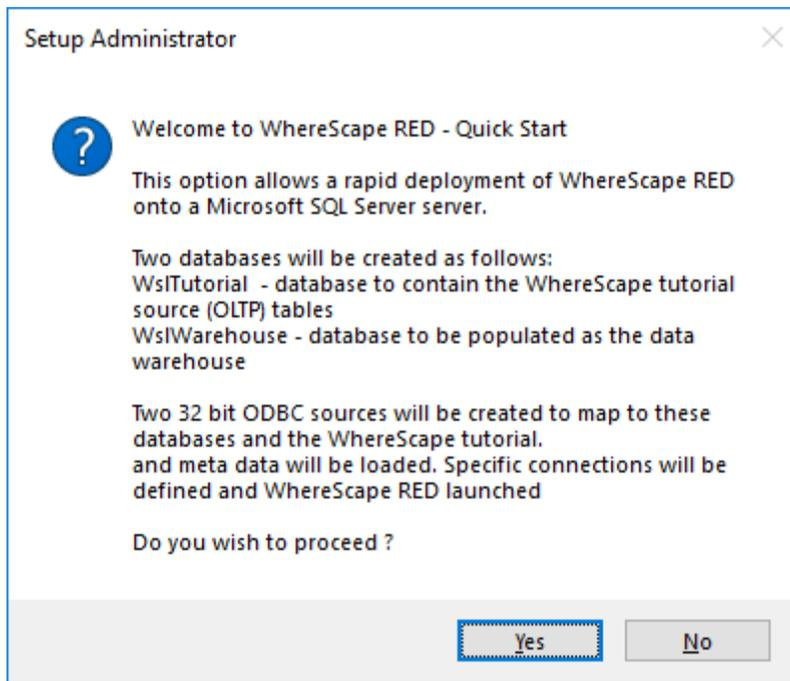 Setup Administrator
Welcome to WhereScape RED - Quick Start
This option allows a rapid deployment of WhereScape RED
onto a Microsoft SQL Server server.
Two databases will be created as follows:
WslTutorial  - database to contain the WhereScape tutorial
source (OLTP) tables
WslWarehouse - database to be populated as the data
warehouse
Two 32 bit ODBC sources will be created to map to these
databases and the WhereScape tutorial.
and meta data will be loaded. Specific connections will be
defined and WhereScape RED launched
Do you wish to proceed ?
Yes
No